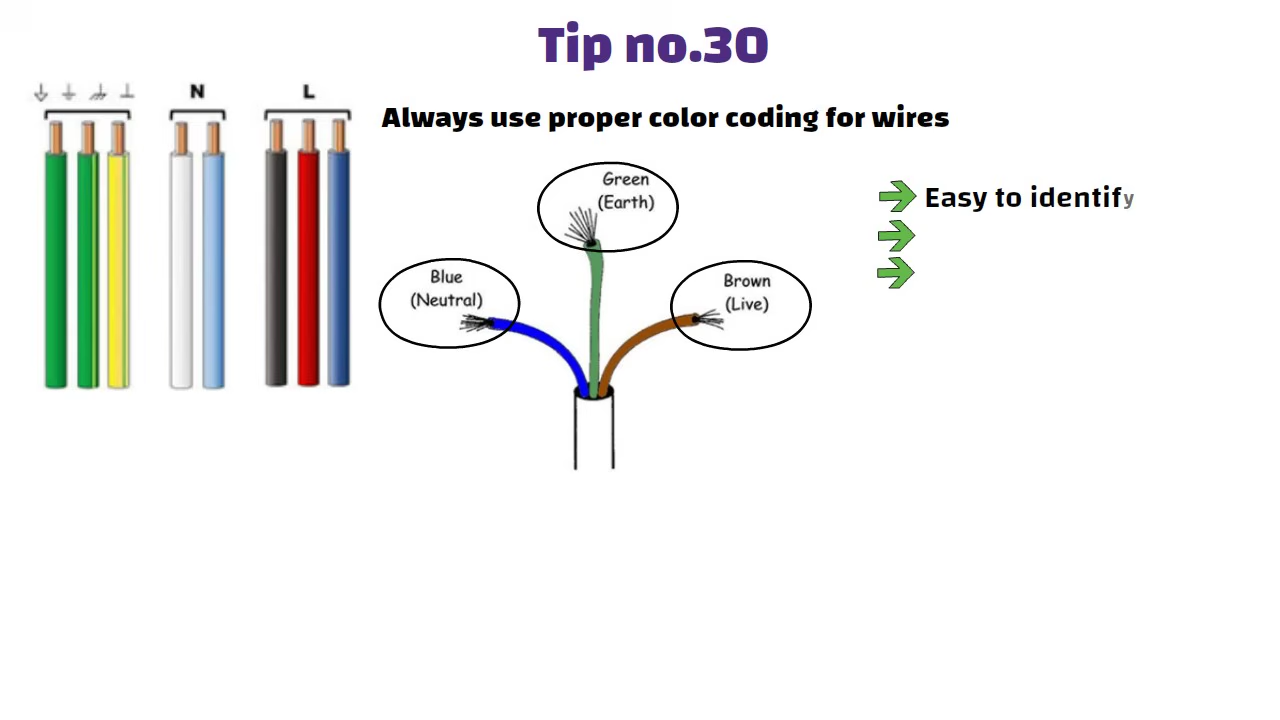 Tip no.30
N
L
Always use proper color coding for wires
Green
(Earth)
Blue
(Neutral)
Brown
(Live)
Easy to identify